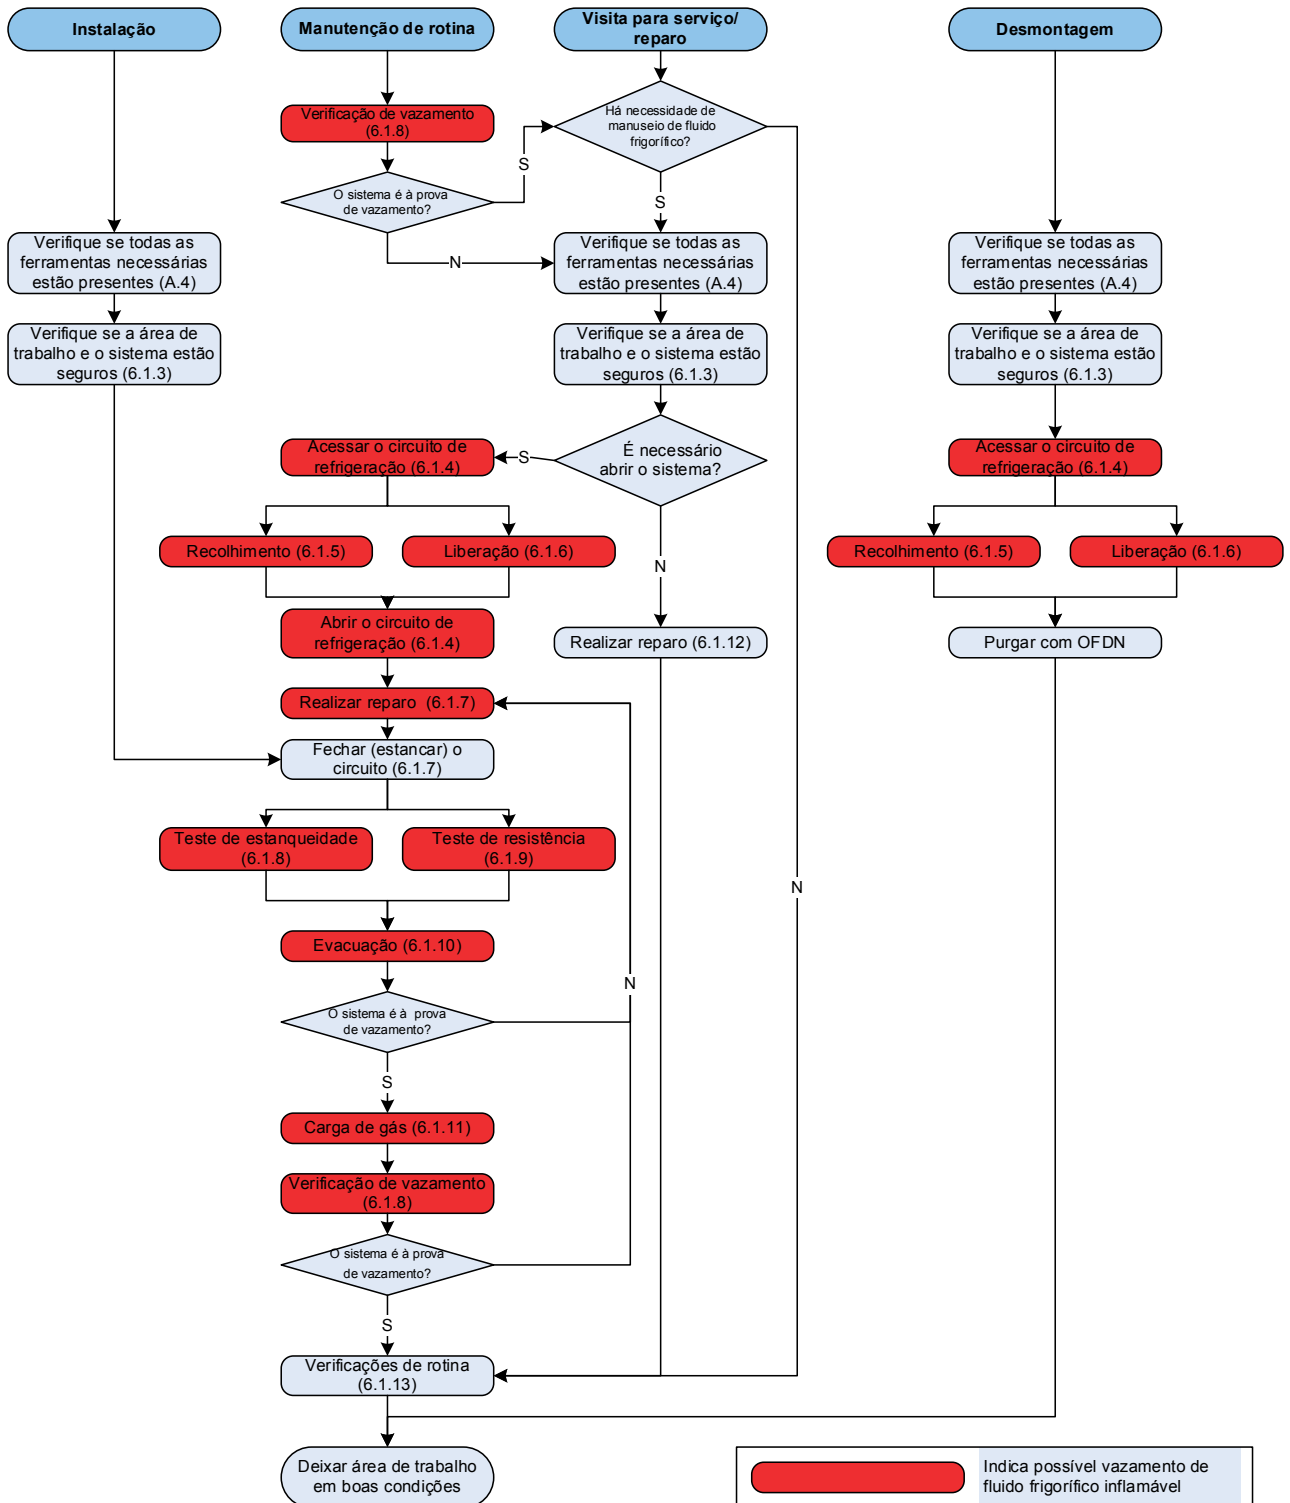 Instalação
Manutenção de rotina
Visita para serviço/
reparo
Desmontagem
Verificação de vazamento
(6.1.8)
Há necessidade de
manuseio de fluido
frigorífico?
S
O sistema é à prova
de vazamento?
S
N
Verifique se todas as
ferramentas necessárias
estão presentes (A.4)
Verifique se todas as
ferramentas necessárias
estão presentes (A.4)
Verifique se todas as
ferramentas necessárias
estão presentes (A.4)
Verifique se a área de
trabalho e o sistema estão
seguros (6.1.3)
Verifique se a área de
trabalho e o sistema estão
seguros (6.1.3)
Verifique se a área de
trabalho e o sistema estão
seguros (6.1.3)
Acessar o circuito de
refrigeração (6.1.4)
S
É necessário
abrir o sistema?
Acessar o circuito de
refrigeração (6.1.4)
Recolhimento (6.1.5)
Liberação (6.1.6)
N
Recolhimento (6.1.5)
Liberação (6.1.6)
Abrir o circuito de
refrigeração (6.1.4)
Realizar reparo (6.1.12)
Purgar com OFDN
Realizar reparo (6.1.7)
Fechar (estancar) o
circuito (6.1.7)
Teste de estanqueidade
(6.1.8)
Teste de resistência
(6.1.9)
N
Evacuação (6.1.10)
N
O sistema é à prova
de vazamento?
S
Carga de gás (6.1.11)
Verificação de vazamento
(6.1.8)
O sistema é à prova
de vazamento?
S
Verificações de rotina
(6.1.13)
Deixar área de trabalho
em boas condições
Indica possível vazamento de
fluido frigorífico inflamável